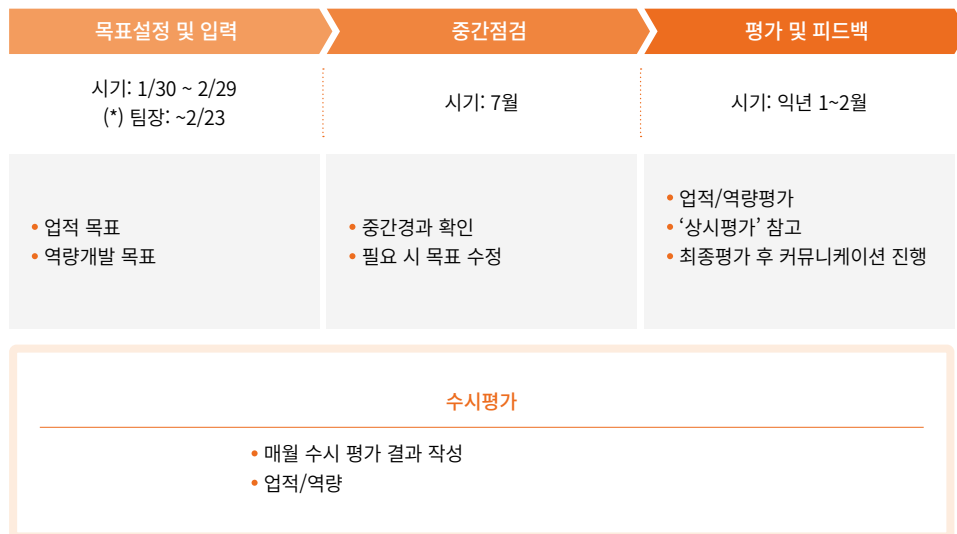 목표설정 및 입력
중간점검
평가 및 피드백
시기: 1/30 ~ 2/29
(*) 팀장: ~2/23
시기: 7월
시기: 익년 1~2월
• 업적 목표
• 역량개발 목표
• 중간경과 확인
• 필요 시 목표 수정
• 업적/역량평가
• ‘상시평가’ 참고
• 최종평가 후 커뮤니케이션 진행
수시평가
• 매월 수시 평가 결과 작성
• 업적/역량